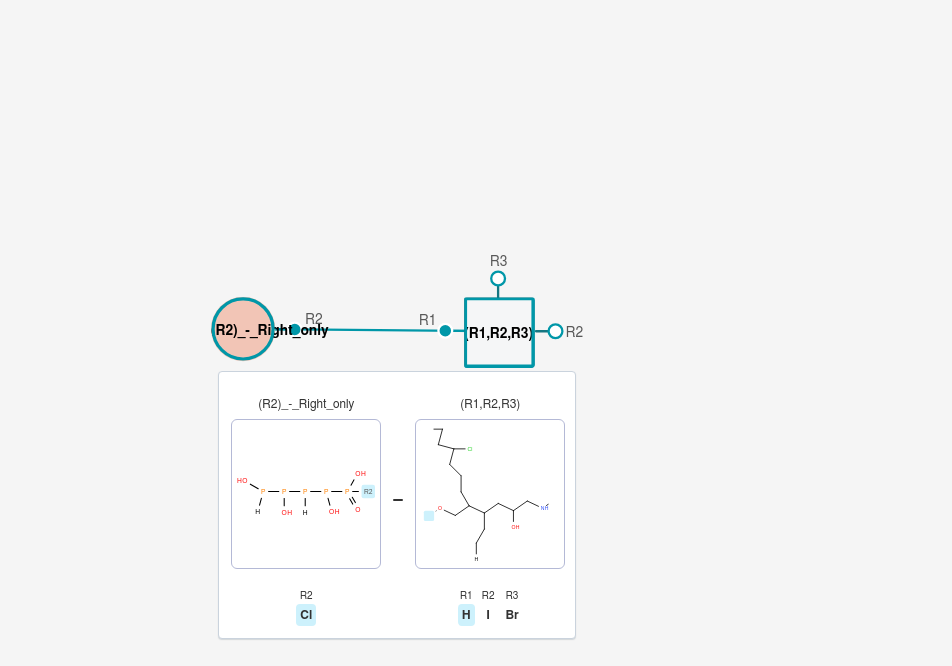 R3
R2
R1
(R2)_-_Right_only
(R1,R2,R3)
R2
(R2)_-_Right_only
(R1,R2,R3)
HO
P
P
P
P
P
R2
H
OH
H
OH
OH
O
Cl
O
OH
NH
H
R2
R1 R2 R3
Cl
H I Br